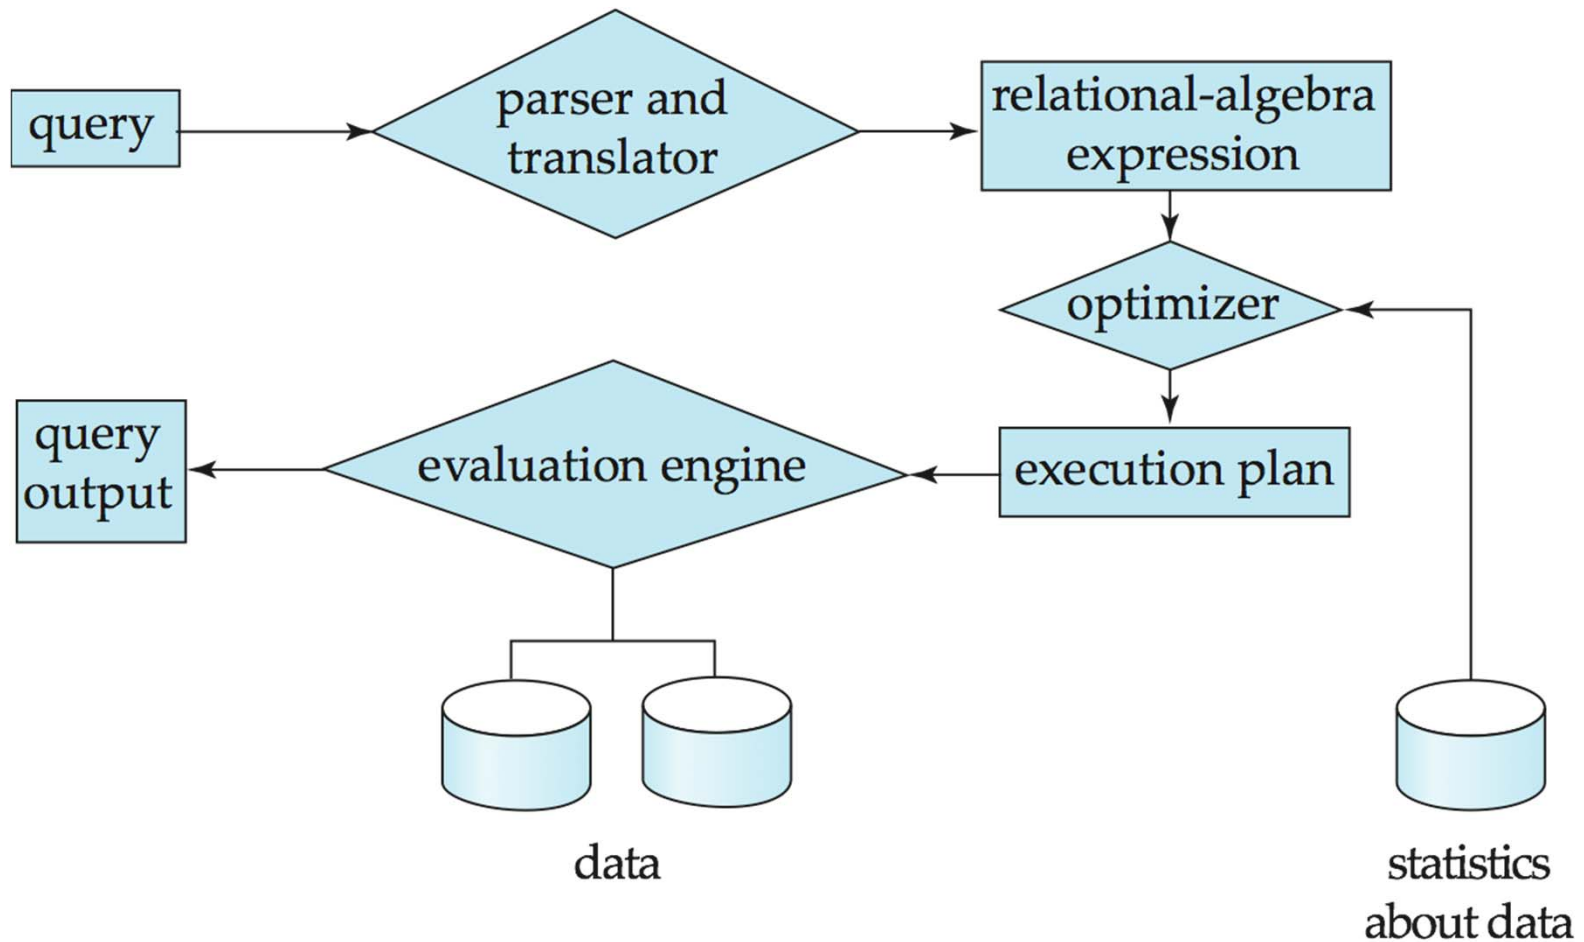 query
parser and
translator
relational-algebra
expression
optimizer
query
output
evaluation engine
execution plan
data
statistics
about data